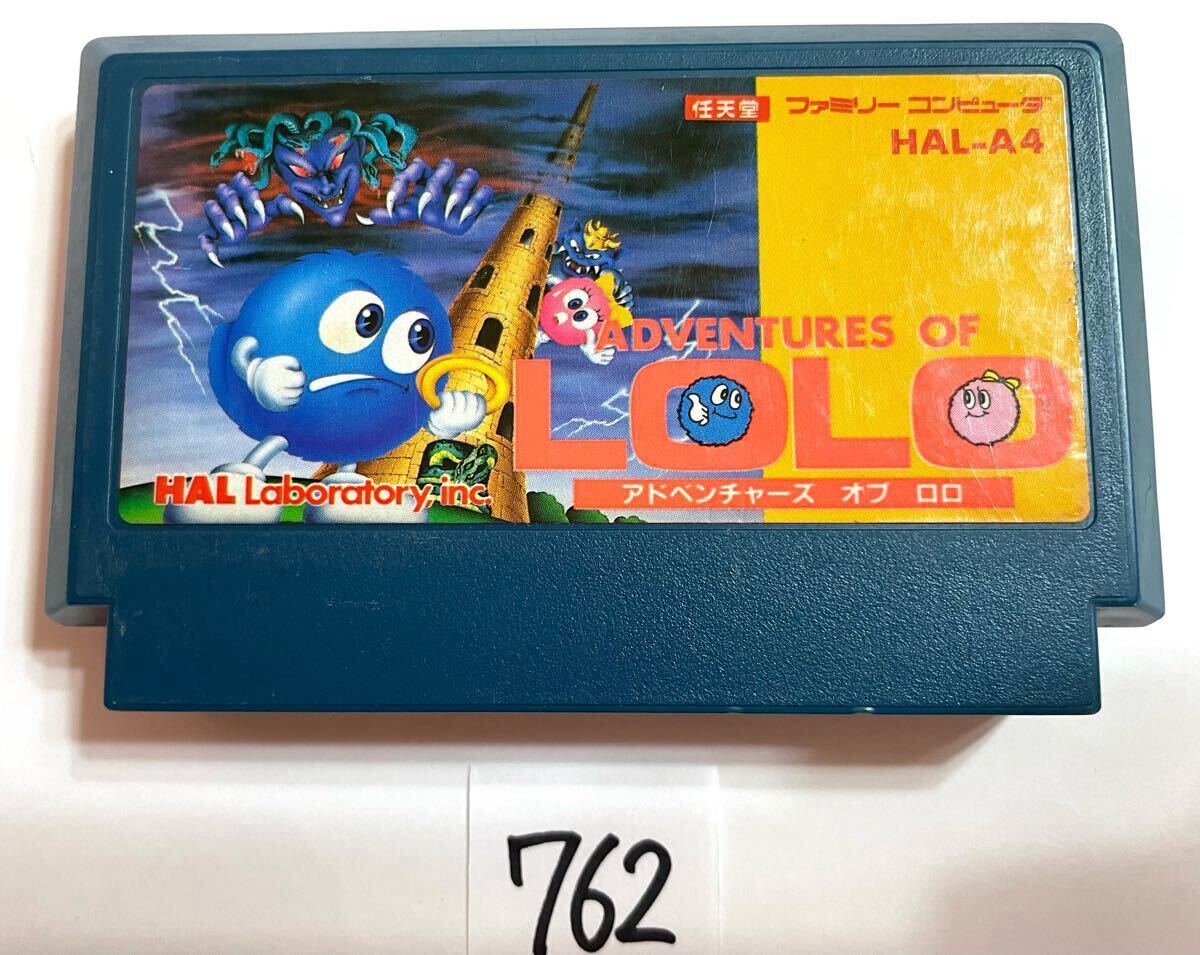 任天堂 ファミリー コンピュータ
HAL-A4
ADVENTURES OF
LOLO
アドベンチャーズ オブ ロロ
HAL Laboratory, inc.
762